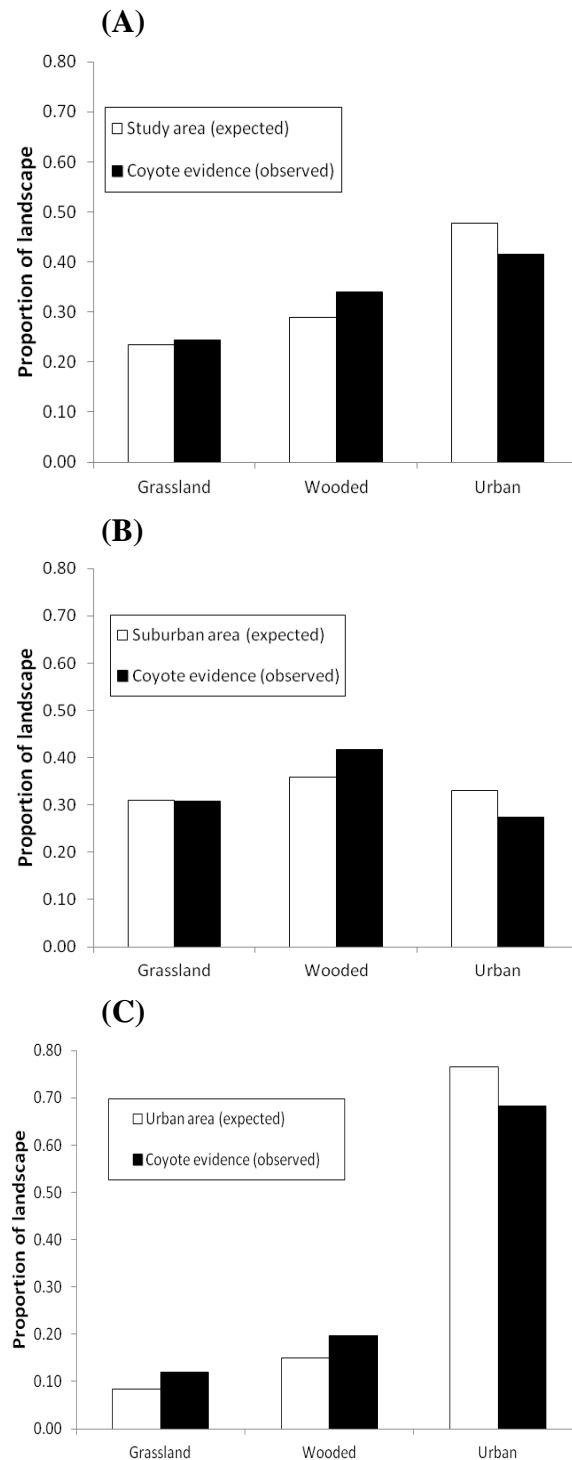 (A)
Proportion of landscape
0.80
0.70
0.60
0.50
0.40
0.30
0.20
0.10
0.00
Study area (expected)
Coyote evidence (observed)
Grassland Wooded Urban
(B)
Proportion of landscape
0.80
0.70
0.60
0.50
0.40
0.30
0.20
0.10
0.00
Suburban area (expected)
Coyote evidence (observed)
Grassland Wooded Urban
(C)
Proportion of landscape
0.80
0.70
0.60
0.50
0.40
0.30
0.20
0.10
0.00
Urban area (expected)
Coyote evidence (observed)
Grassland Wooded Urban